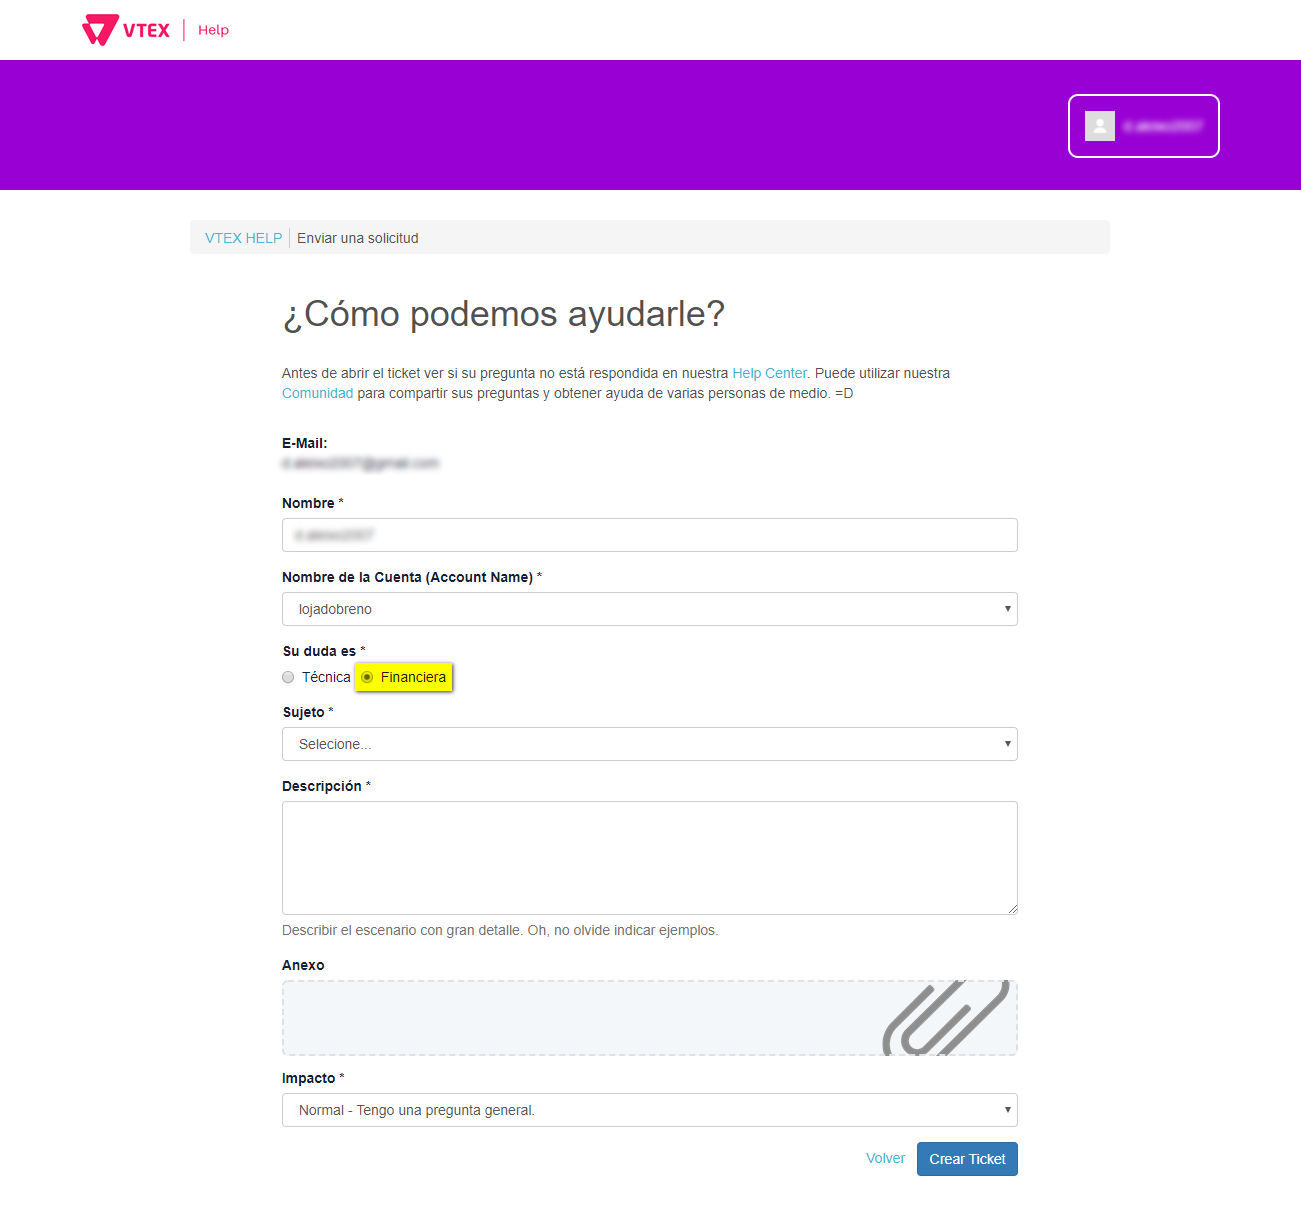 VTEX | Help
VTEX HELP | Enviar una solicitud
¿Cómo podemos ayudarle?
Antes de abrir el ticket ver si su pregunta no está respondida en nuestra Help Center. Puede utilizar nuestra
Comunidad para compartir sus preguntas y obtener ayuda de varias personas de medio. =D
E-Mail:
Nombre *
Nombre de la Cuenta (Account Name) *
lojadobreno
Su duda es *
Técnica Financiera
Sujeto *
Selecione...
Descripción *
Describir el escenario con gran detalle. Oh, no olvide indicar ejemplos.
Anexo
Impacto *
Normal - Tengo una pregunta general.
Volver Crear Ticket